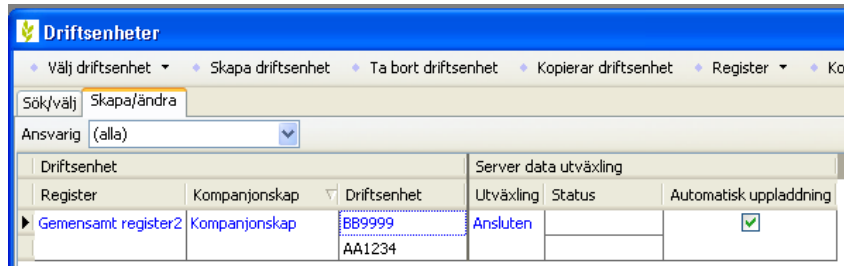 Driftsenheter
Välj driftsenhet Skapa driftsenhet Ta bort driftsenhet Kopierar driftsenhet Register Ko
Sök/välj Skapa/ändra
Ansvarig (alla)
Driftsenhet Server data utväxling
Register Kompanjonskap Driftsenhet Utväxling Status Automatisk uppladdning
Gemensamt register2 Kompanjonskap BB9999 Ansluten
AA1234